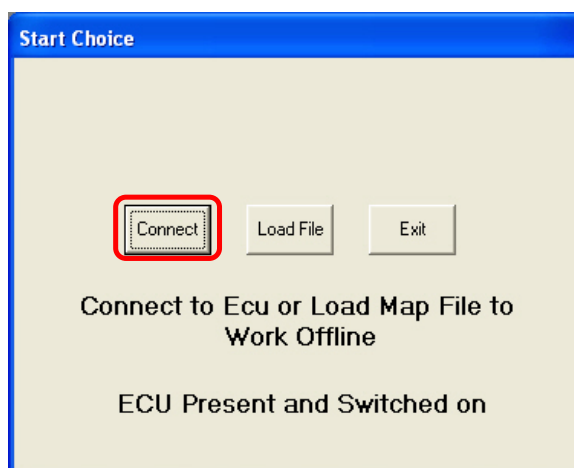 Start Choice
Connect Load File Exit
Connect to Ecu or Load Map File to
Work Offline
ECU Present and Switched on